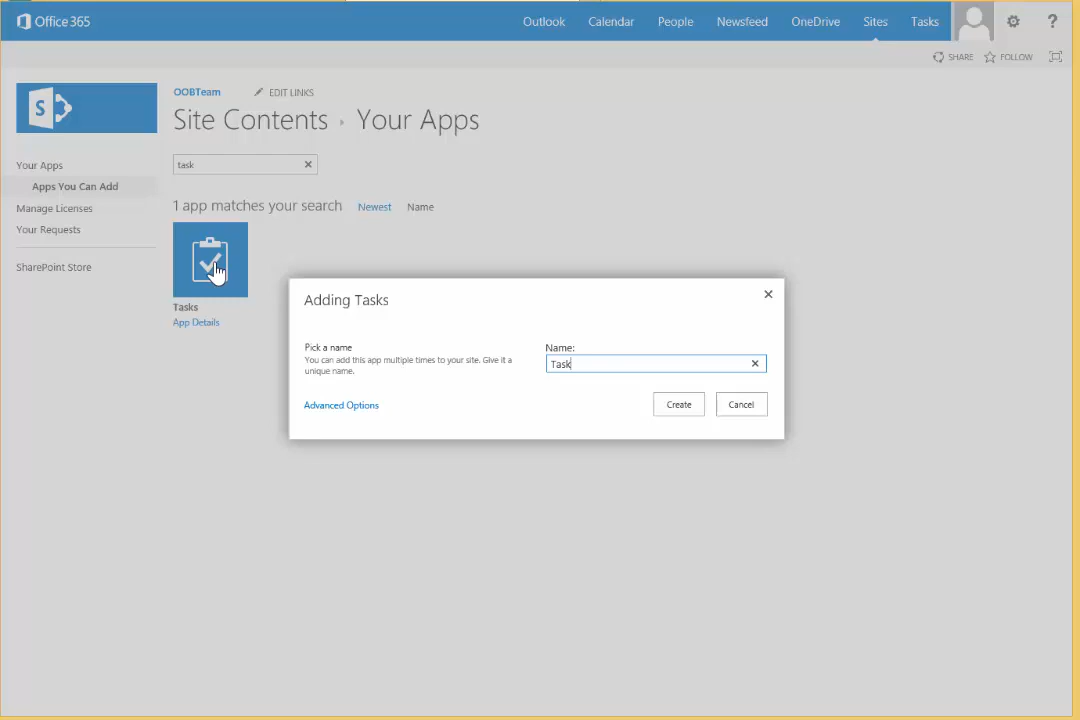 Office 365
Outlook Calendar People Newsfeed OneDrive Sites Tasks ?
SHARE FOLLOW
S
OOBTeam EDIT LINKS
Site Contents › Your Apps
task
Your Apps
Apps You Can Add
Manage Licenses
Your Requests
SharePoint Store
1 app matches your search Newest Name
Tasks
App Details
Adding Tasks
Pick a name
You can add this app multiple times to your site. Give it a
unique name.
Name:
Task
Advanced Options
Create Cancel